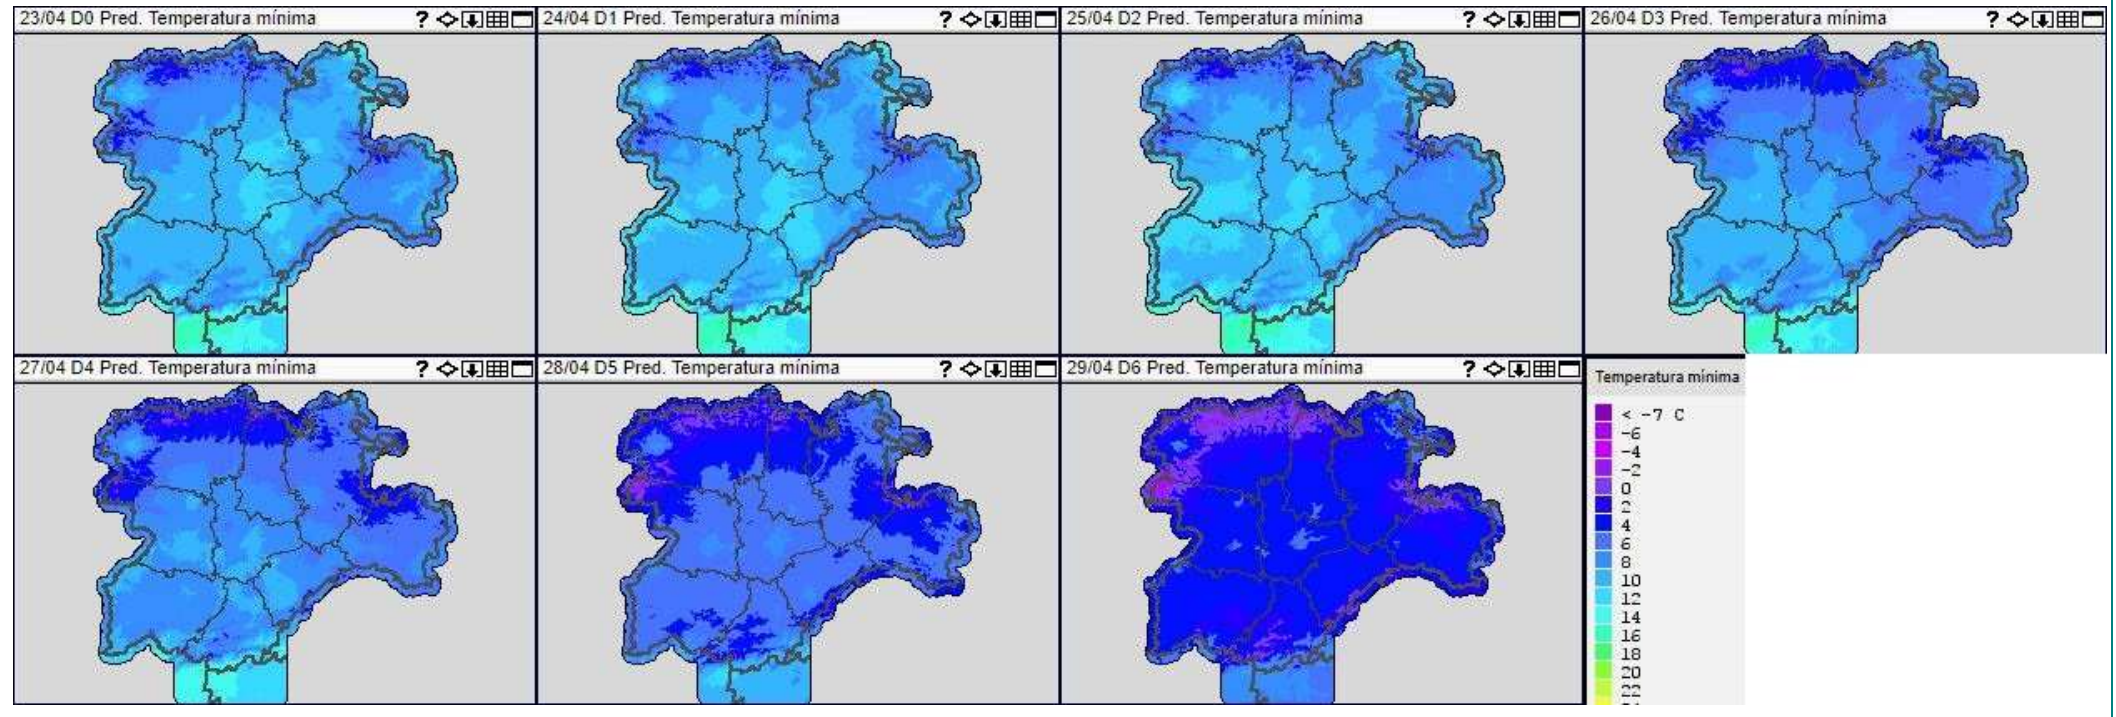 23/04 D0 Pred. Temperatura mínima ?
24/04 D1 Pred. Temperatura mínima ?
25/04 D2 Pred. Temperatura mínima ?
26/04 D3 Pred. Temperatura mínima ?
27/04 D4 Pred. Temperatura mínima ?
28/04 D5 Pred. Temperatura mínima ?
29/04 D6 Pred. Temperatura mínima ?
Temperatura mínima
< -7 C
-6
-4
-2
0
2
4
6
8
10
12
14
16
18
20
22